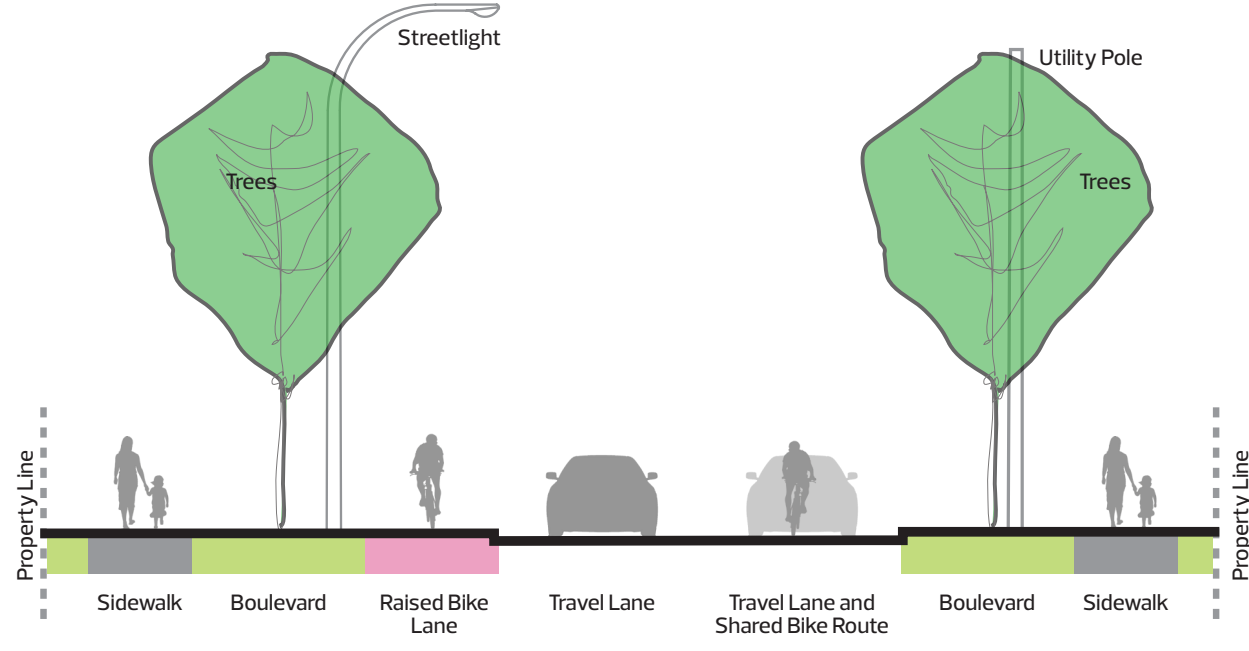 Streetlight
Utility Pole
Trees
Trees
Property Line
Property Line
Sidewalk
Boulevard
Raised Bike
Lane
Travel Lane
Travel Lane and
Shared Bike Route
Boulevard
Sidewalk